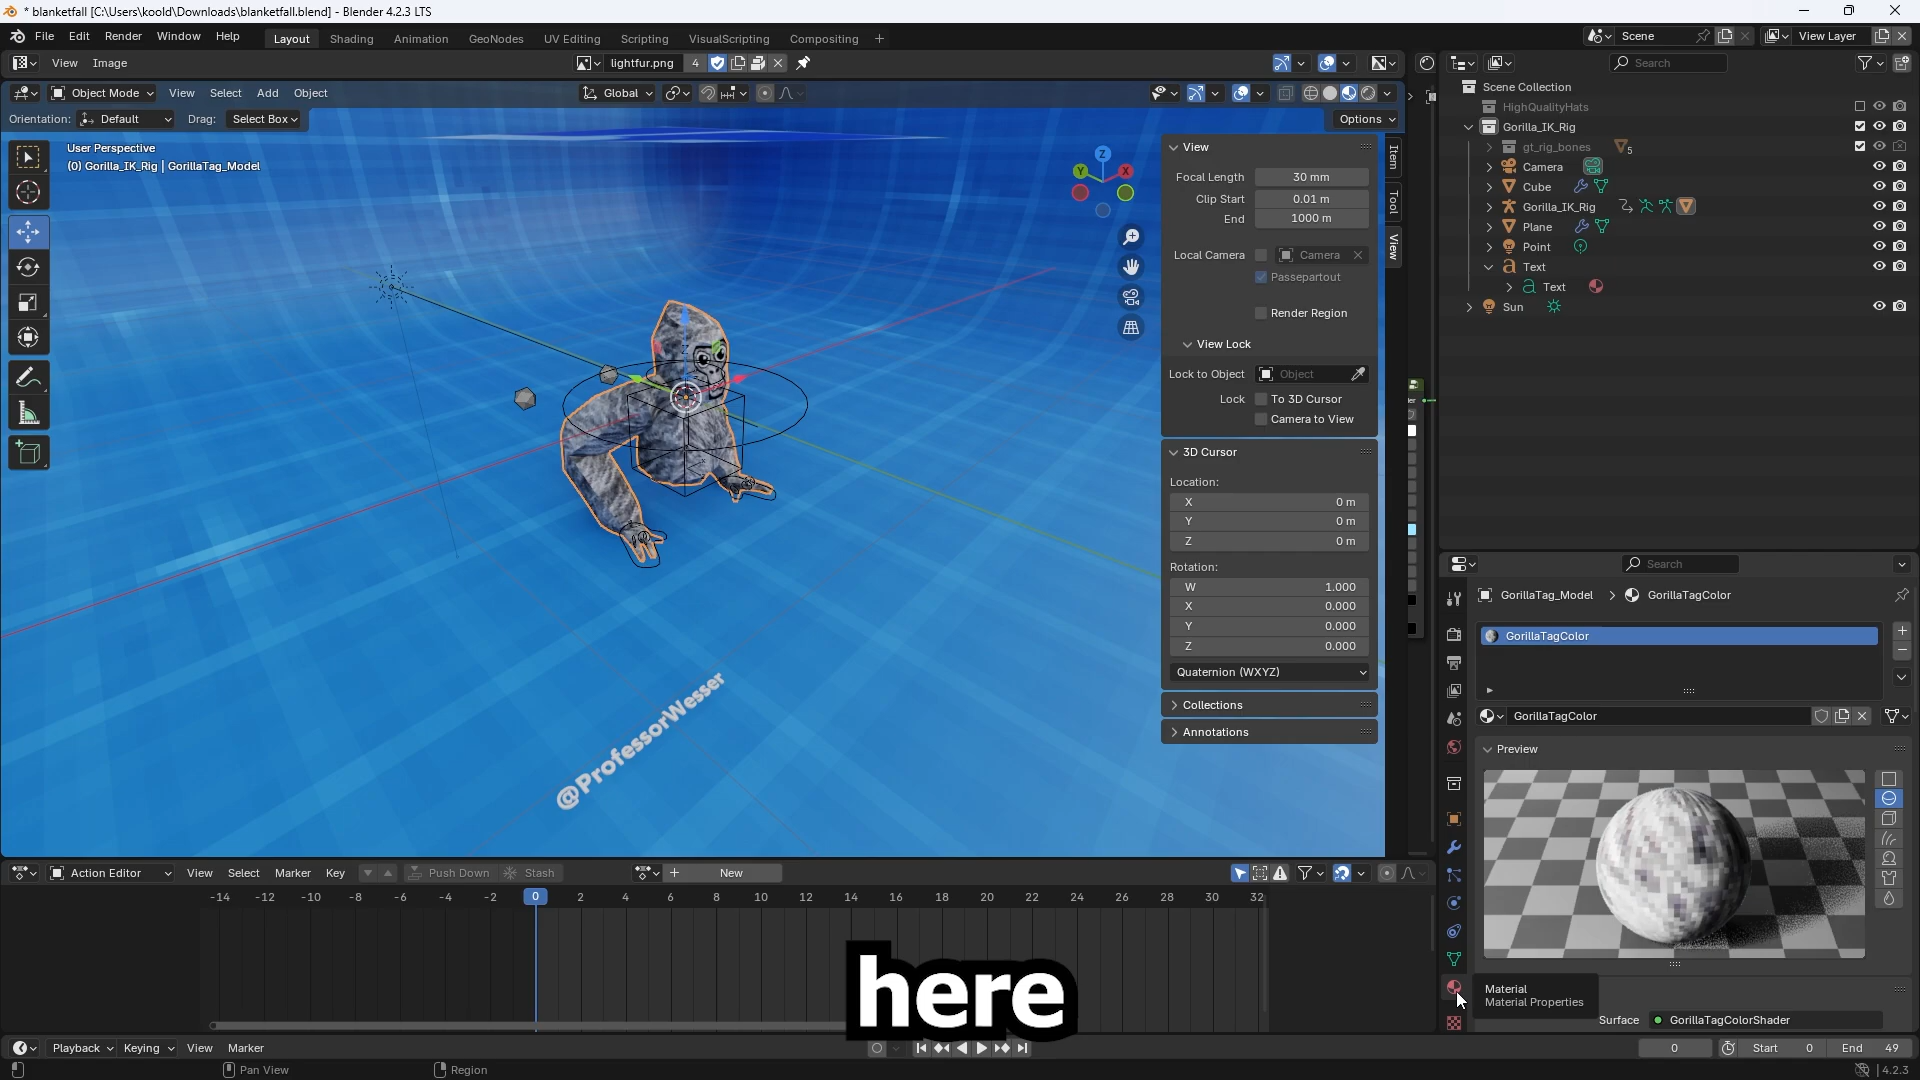 * blanketfall [C:\Users\koold\Downloads\blanketfall.blend] - Blender 4.2.3 LTS
File Edit Render Window Help Layout Shading Animation GeoNodes UV Editing Scripting VisualScripting Compositing + Scene View Layer
View Image lightfur.png 4 Search
Object Mode View Select Add Object Global
Orientation: Default Drag: Select Box Options
User Perspective
(0) Gorilla_IK_Rig | GorillaTag_Model
Z
Y
X
View
Focal Length 30 mm
Clip Start 0.01 m
End 1000 m
Local Camera Camera
Passepartout
Render Region
View Lock
Lock to Object Object
Lock To 3D Cursor
Camera to View
3D Cursor
Location:
X 0 m
Y 0 m
Z 0 m
Rotation:
W 1.000
X 0.000
Y 0.000
Z 0.000
Quaternion (WXYZ)
Collections
Annotations
Item
Tool
View
@ProfessorWesser
Scene Collection
HighQualityHats
Gorilla_IK_Rig
gt_rig_bones 5
Camera
Cube
Gorilla_IK_Rig
Plane
Point
Text
Text
Sun
Search
GorillaTag_Model > GorillaTagColor
GorillaTagColor
GorillaTagColor
Preview
Material
Material Properties
Surface GorillaTagColorShader
Action Editor View Select Marker Key Push Down Stash + New
-14 -12 -10 -8 -6 -4 -2 0 2 4 6 8 10 12 14 16 18 20 22 24 26 28 30 32
here
Playback Keying View Marker 0 Start 0 End 49
Pan View Region 4.2.3